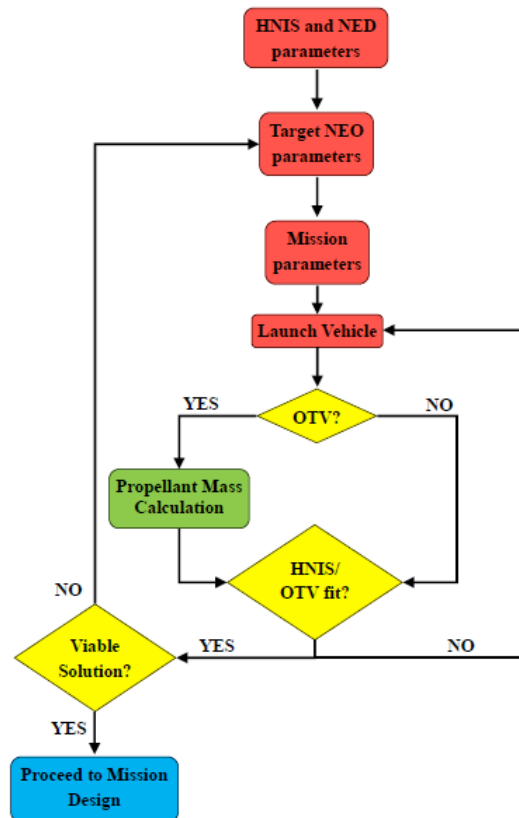 HNIS and NED
parameters
Target NEO
parameters
Mission
parameters
Launch Vehicle
YES
OTV?
NO
Propellant Mass
Calculation
HNIS/
OTV fit?
NO
Viable
Solution?
YES
NO
YES
Proceed to Mission
Design